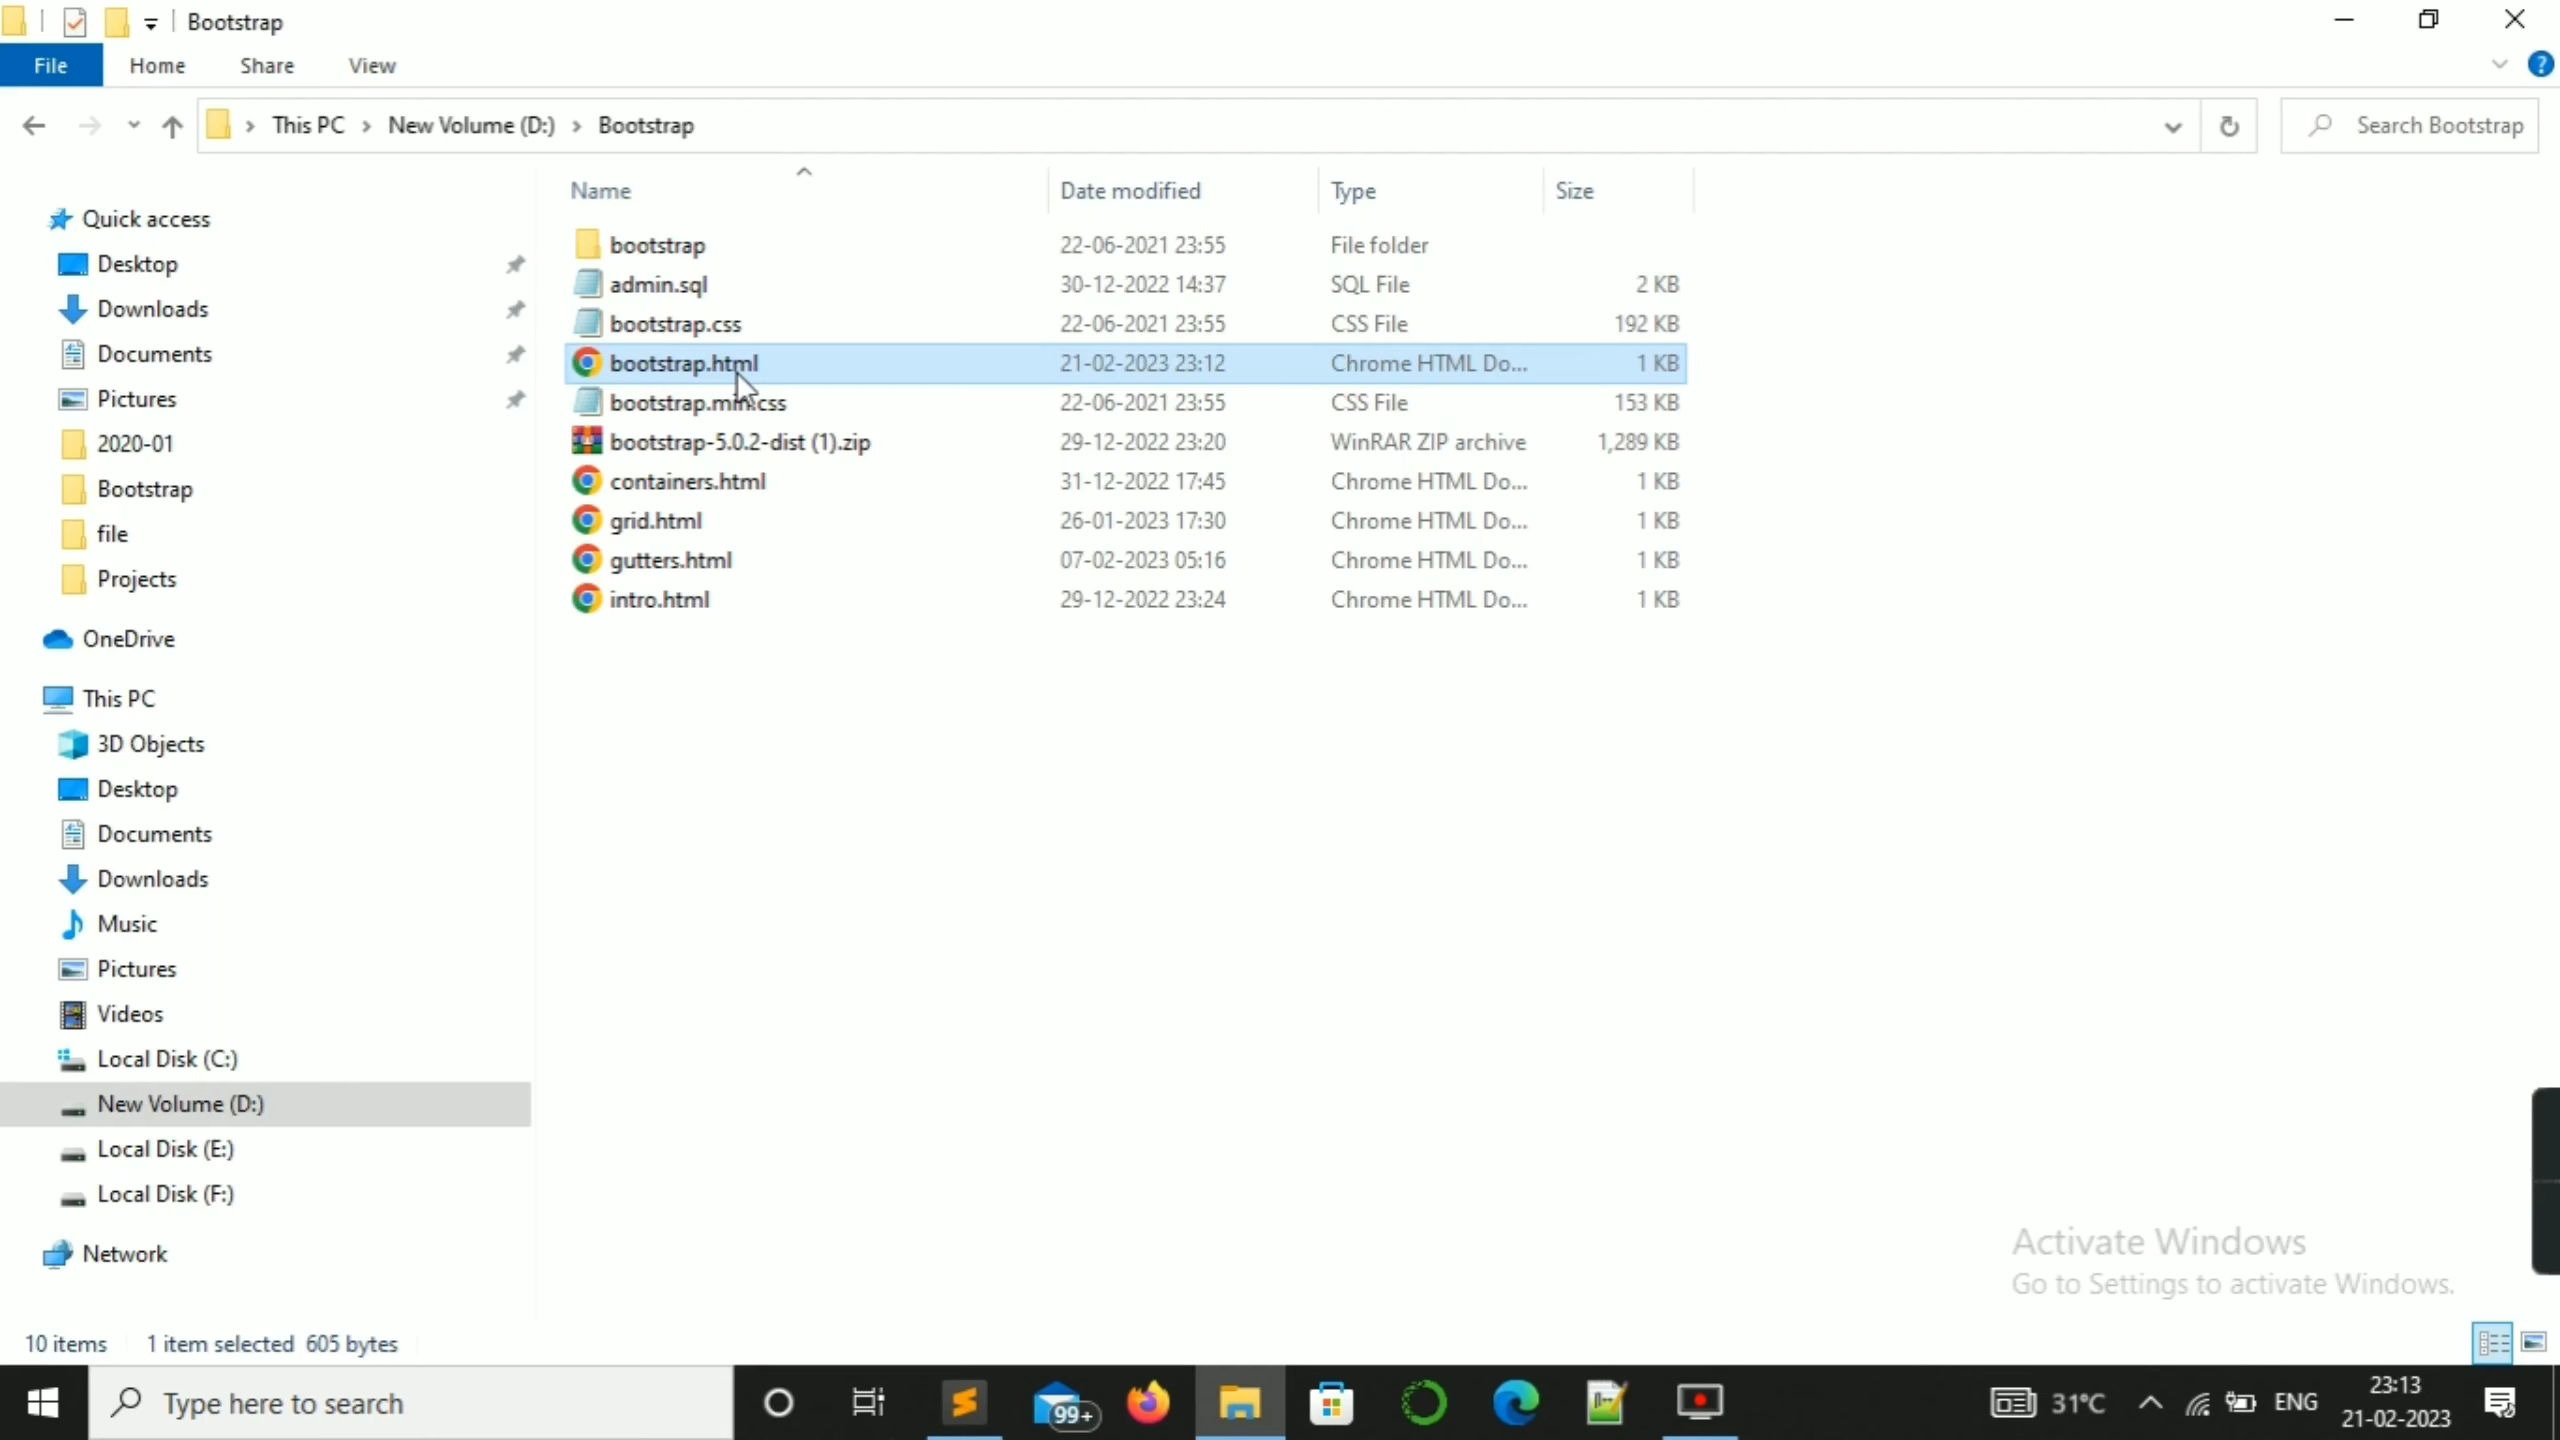 Bootstrap
File Home Share View
This PC New Volume (D:) Bootstrap
Search Bootstrap
Name Date modified Type Size
Quick access
Desktop
Downloads
Documents
Pictures
2020-01
Bootstrap
file
Projects
OneDrive
This PC
3D Objects
Desktop
Documents
Downloads
Music
Pictures
Videos
Local Disk (C:)
New Volume (D:)
Local Disk (E:)
Local Disk (F:)
Network
bootstrap 22-06-2021 23:55 File folder
admin.sql 30-12-2022 14:37 SQL File 2 KB
bootstrap.css 22-06-2021 23:55 CSS File 192 KB
bootstrap.html 21-02-2023 23:12 Chrome HTML Do... 1 KB
bootstrap.min.css 22-06-2021 23:55 CSS File 153 KB
bootstrap-5.0.2-dist (1).zip 29-12-2022 23:20 WinRAR ZIP archive 1,289 KB
containers.html 31-12-2022 17:45 Chrome HTML Do... 1 KB
grid.html 26-01-2023 17:30 Chrome HTML Do... 1 KB
gutters.html 07-02-2023 05:16 Chrome HTML Do... 1 KB
intro.html 29-12-2022 23:24 Chrome HTML Do... 1 KB
Activate Windows
Go to Settings to activate Windows.
10 items 1 item selected 605 bytes
Type here to search
99+
31°C
ENG
23:13
21-02-2023